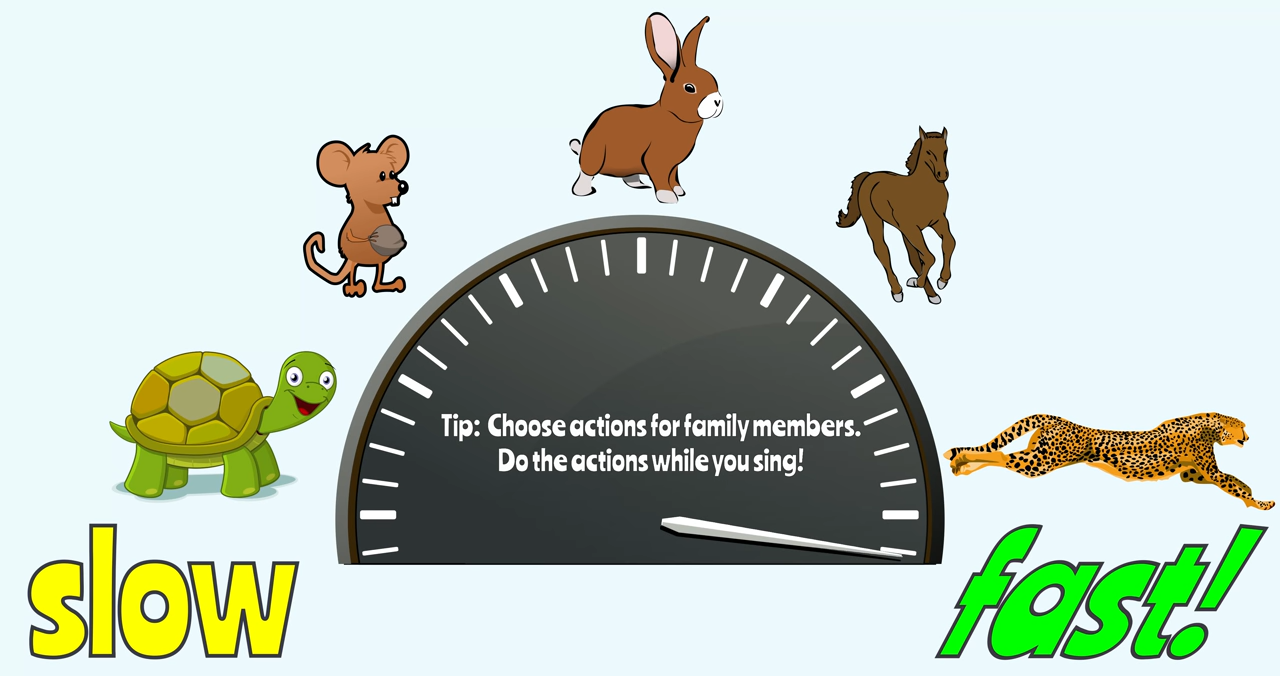 Tip: Choose actions for family members.
Do the actions while you sing!
slow
fast!